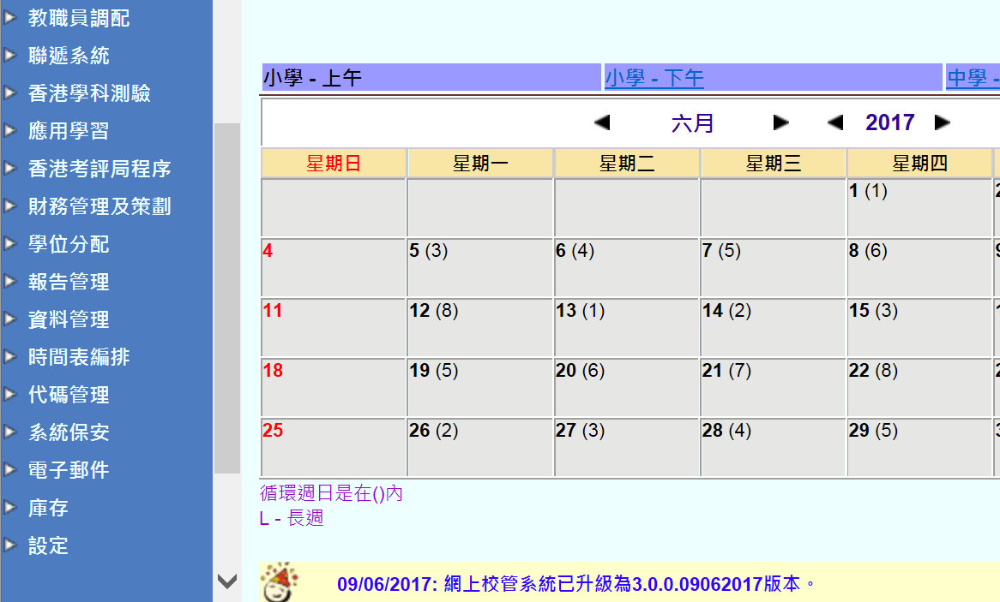 教職員調配
聯遞系統
香港學科測驗
應用學習
香港考評局程序
財務管理及策劃
學位分配
報告管理
資料管理
時間表編排
代碼管理
系統保安
電子郵件
庫存
設定
小學 - 上午 小學 - 下午 中學 -
六月 2017
星期日 星期一 星期二 星期三 星期四
1 (1)
4 5 (3) 6 (4) 7 (5) 8 (6)
11 12 (8) 13 (1) 14 (2) 15 (3)
18 19 (5) 20 (6) 21 (7) 22 (8)
25 26 (2) 27 (3) 28 (4) 29 (5)
循環週日是在()內
L - 長週
09/06/2017: 網上校管系統已升級為3.0.0.09062017版本。